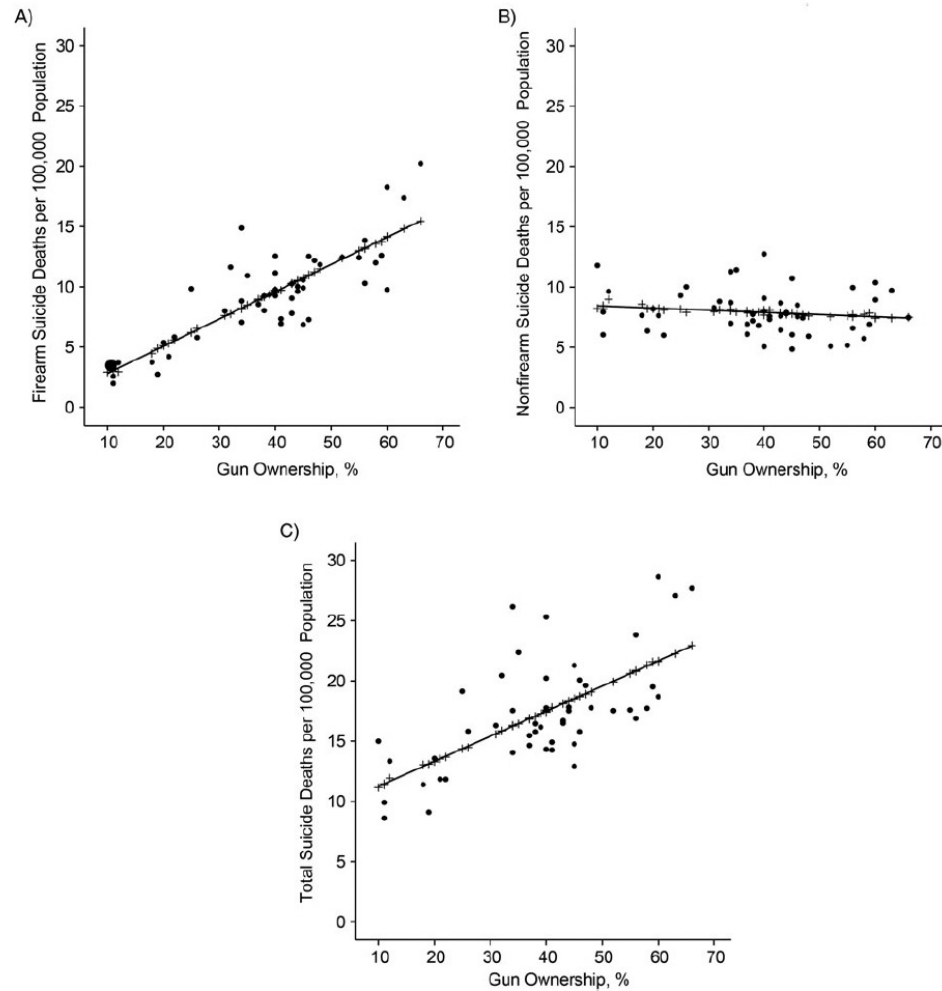 A)
Firearm Suicide Deaths per 100,000 Population
30
25
20
15
10
5
0
10 20 30 40 50 60 70
Gun Ownership, %
B)
Nonfirearm Suicide Deaths per 100,000 Population
30
25
20
15
10
5
0
10 20 30 40 50 60 70
Gun Ownership, %
C)
Total Suicide Deaths per 100,000 Population
30
25
20
15
10
5
0
10 20 30 40 50 60 70
Gun Ownership, %